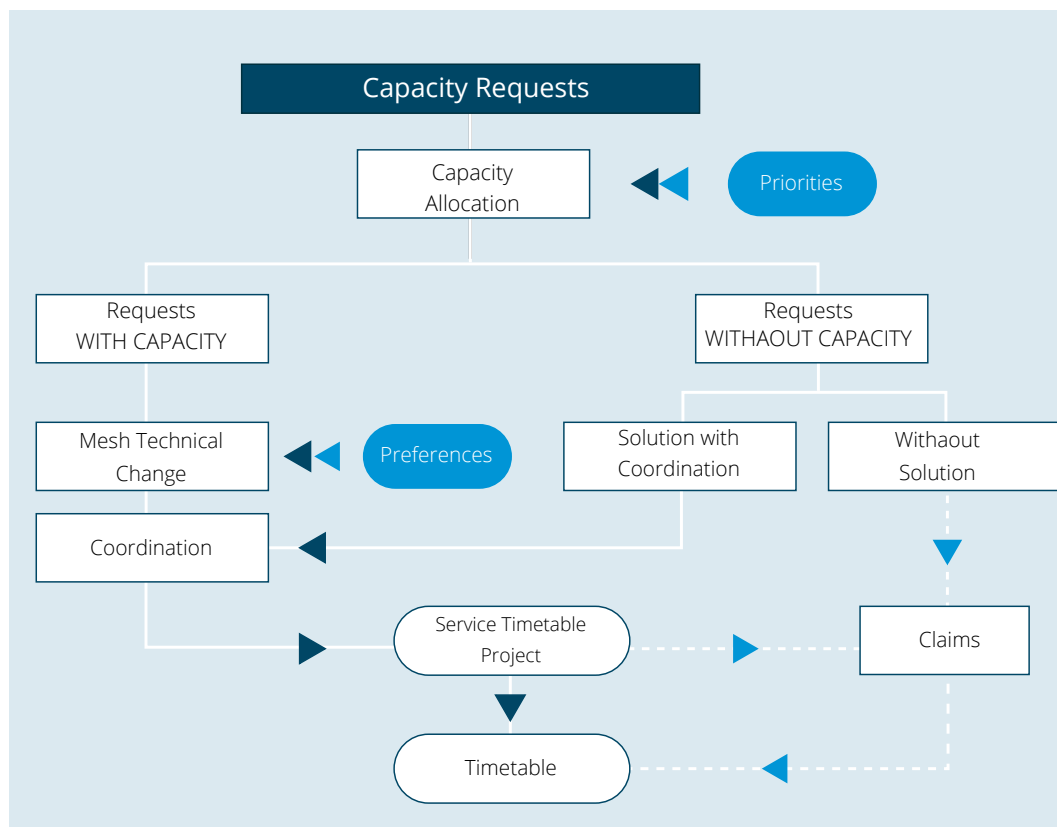 Capacity Requests
Capacity
Allocation
Priorities
Requests
WITH CAPACITY
Requests
WITHAOUT CAPACITY
Mesh Technical
Change
Preferences
Solution with
Coordination
Withaout
Solution
Coordination
Service Timetable
Project
Claims
Timetable